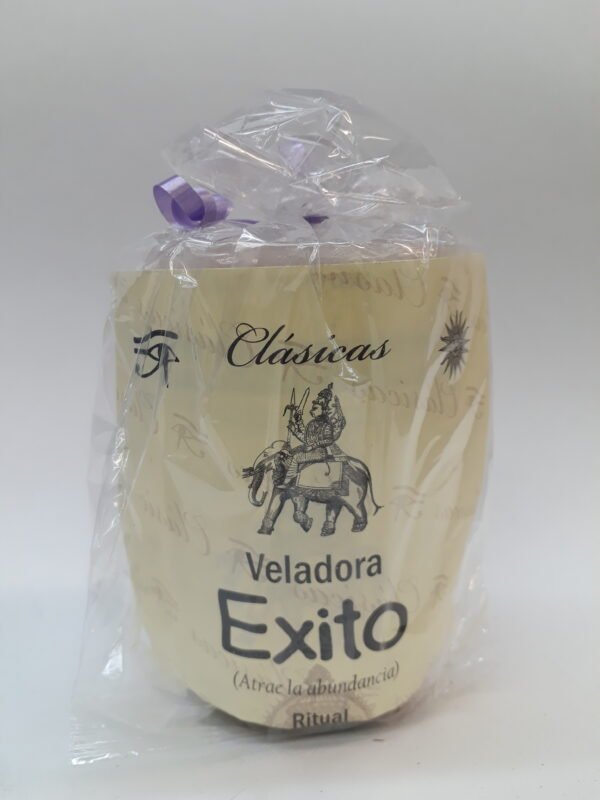 Clásicas
Veladora
Exito
(Atrae la abundancia)
Ritual